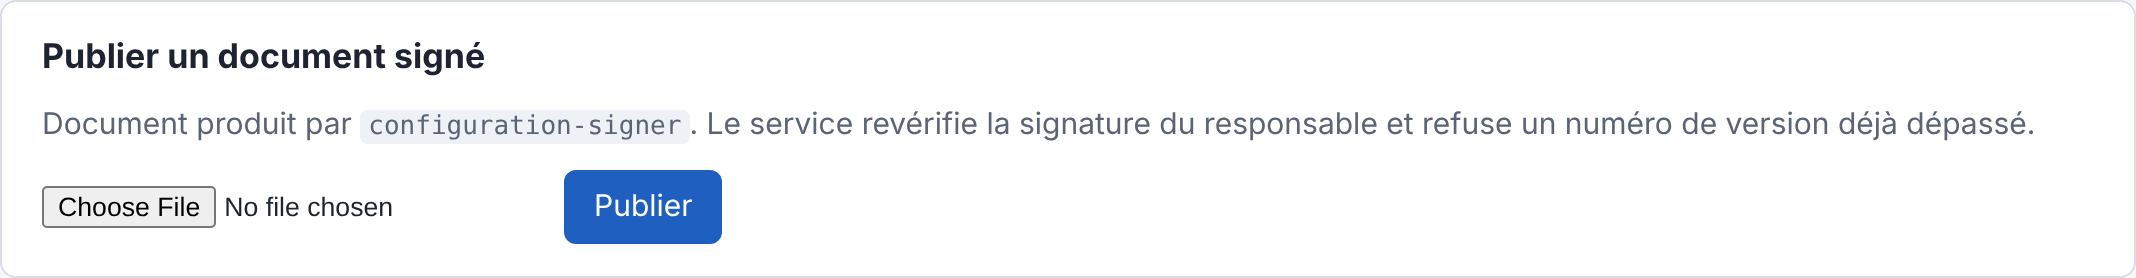 Publier un document signé
Document produit par configuration-signer. Le service revérifie la signature du responsable et refuse un numéro de version déjà dépassé.
Choose File No file chosen Publier